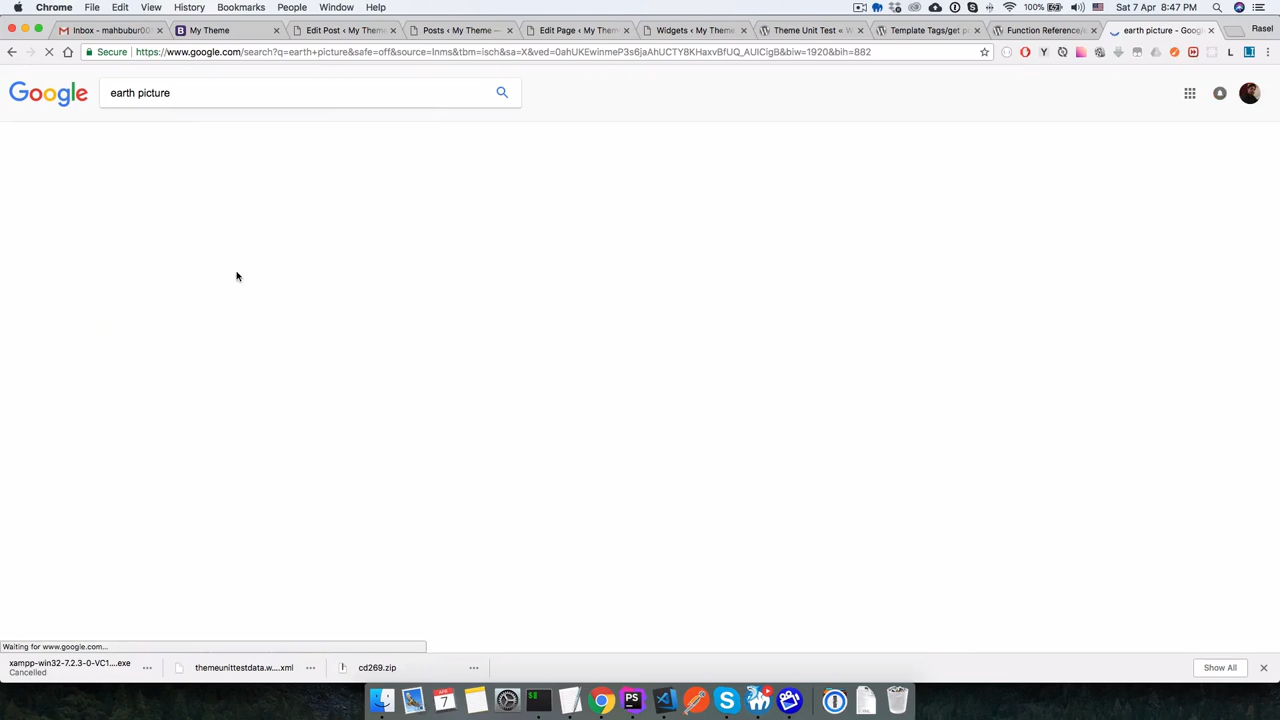 Chrome File Edit View History Bookmarks People Window Help 100% Sat 7 Apr 8:47 PM
Inbox - mahbubur00 My Theme Edit Post ‹ My Theme Posts ‹ My Theme — Edit Page ‹ My Theme Widgets ‹ My Theme Theme Unit Test « W Template Tags/get p Function Reference/ earth picture - Google Rasel
Secure https://www.google.com/search?q=earth+picture&safe=off&source=lnms&tbm=isch&sa=X&ved=0ahUKEwinmeP3s6jaAhUCTY8KHaxvBfUQ_AUICigB&biw=1920&bih=882
Google earth picture
Waiting for www.google.com...
xampp-win32-7.2.3-0-VC1....exe
Cancelled
themeunittestdata.w....xml
cd269.zip
Show All